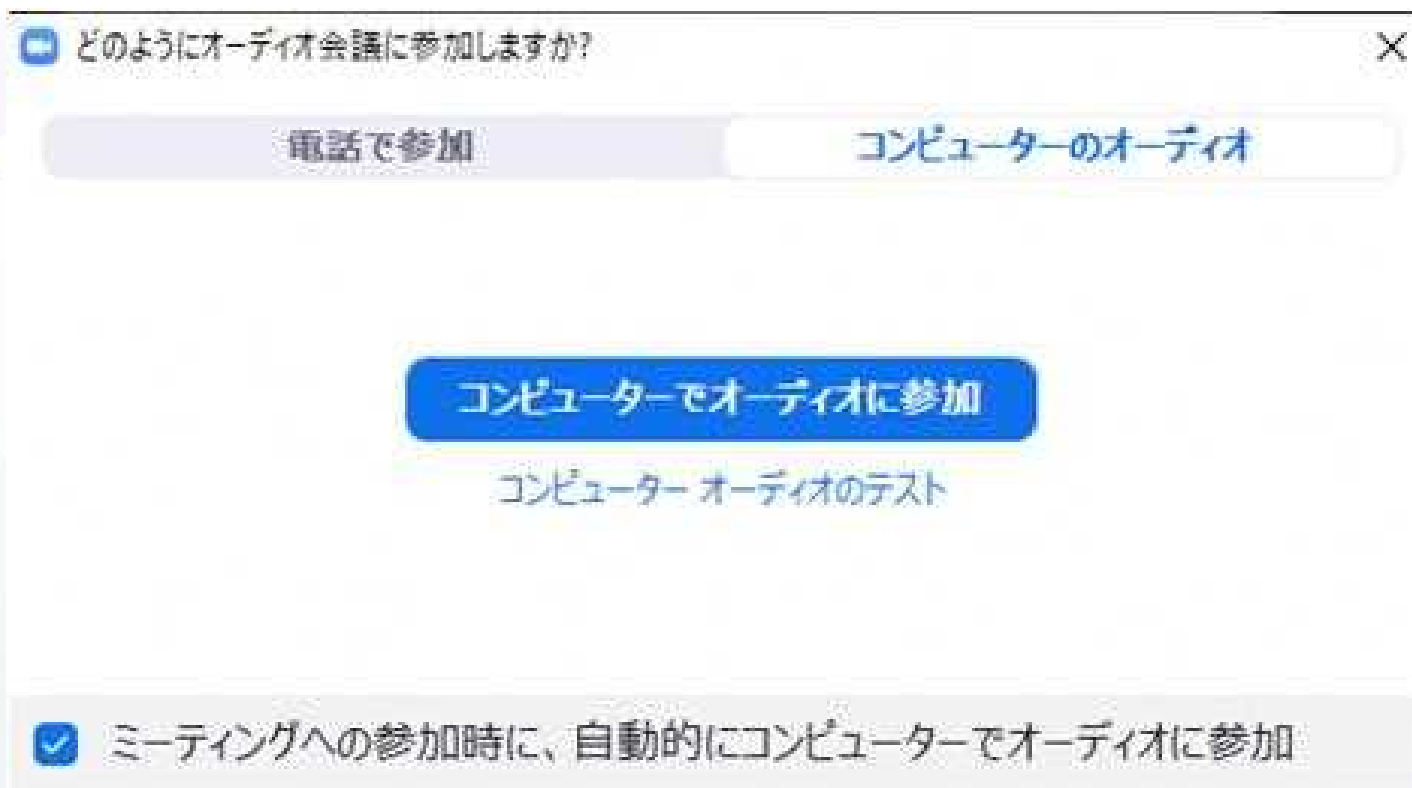 どのようにオーディオ会議に参加しますか?
電話で参加
コンピューターのオーディオ
コンピューターでオーディオに参加
コンピューター オーディオのテスト
ミーティングへの参加時に、自動的にコンピューターでオーディオに参加